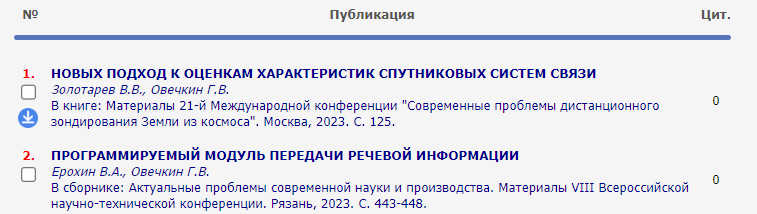 № Публикация Цит.
1. НОВЫХ ПОДХОД К ОЦЕНКАМ ХАРАКТЕРИСТИК СПУТНИКОВЫХ СИСТЕМ СВЯЗИ
Золотарев В.В., Овечкин Г.В.
В книге: Материалы 21-й Международной конференции "Современные проблемы дистанционного
зондирования Земли из космоса". Москва, 2023. С. 125.
0
2. ПРОГРАММИРУЕМЫЙ МОДУЛЬ ПЕРЕДАЧИ РЕЧЕВОЙ ИНФОРМАЦИИ
Ерохин В.А., Овечкин Г.В.
В сборнике: Актуальные проблемы современной науки и производства. Материалы VIII Всероссийской
научно-технической конференции. Рязань, 2023. С. 443-448.
0